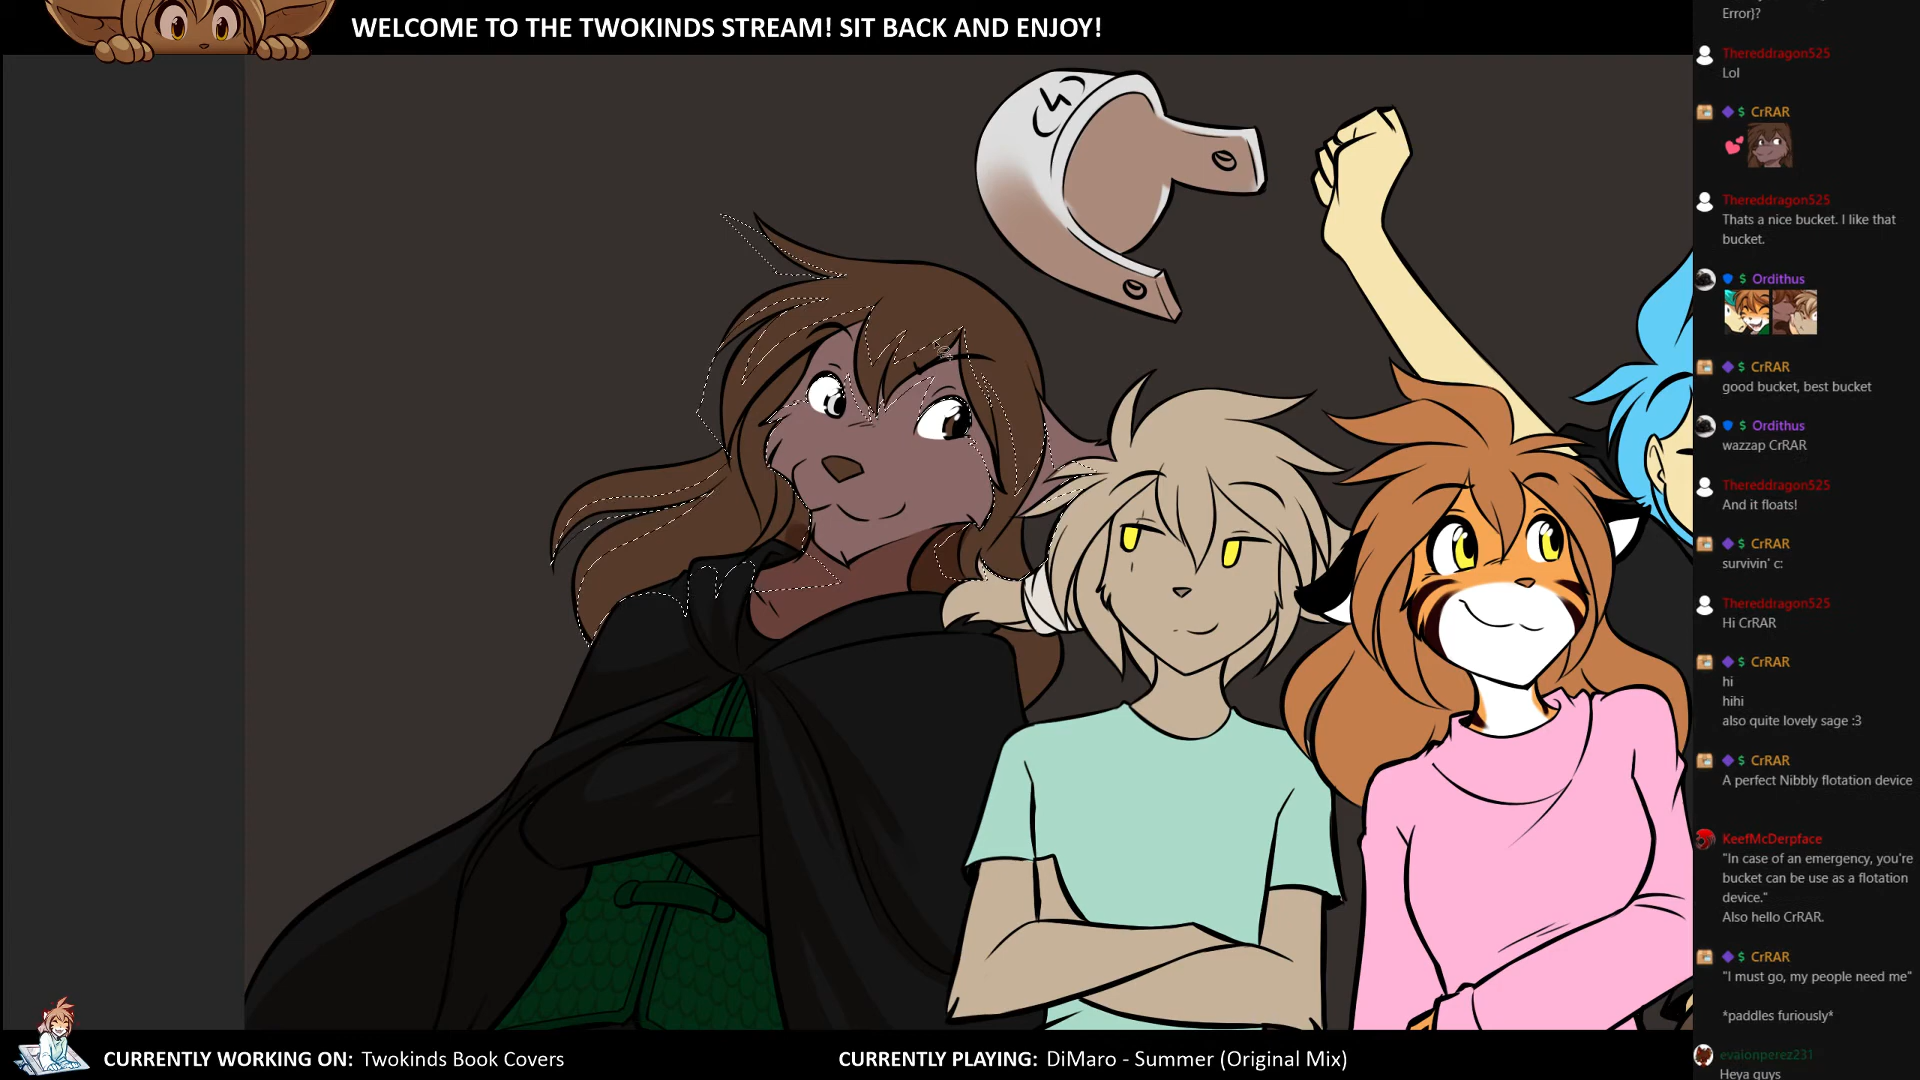 WELCOME TO THE TWOKINDS STREAM! SIT BACK AND ENJOY!
Error)?
Thereddragon525
Lol
$ CrRAR
Thereddragon525
Thats a nice bucket. I like that
bucket.
$ Ordithus
$ CrRAR
good bucket, best bucket
$ Ordithus
wazzap CrRAR
Thereddragon525
And it floats!
$ CrRAR
survivin' c:
Thereddragon525
Hi CrRAR
$ CrRAR
hi
hihi
also quite lovely sage :3
$ CrRAR
A perfect Nibbly flotation device
KeefMcDerpface
"In case of an emergency, you're
bucket can be use as a flotation
device."
Also hello CrRAR.
$ CrRAR
"I must go, my people need me"
*paddles furiously*
evaionperez231
Heya guys
CURRENTLY WORKING ON: Twokinds Book Covers
CURRENTLY PLAYING: DiMaro - Summer (Original Mix)